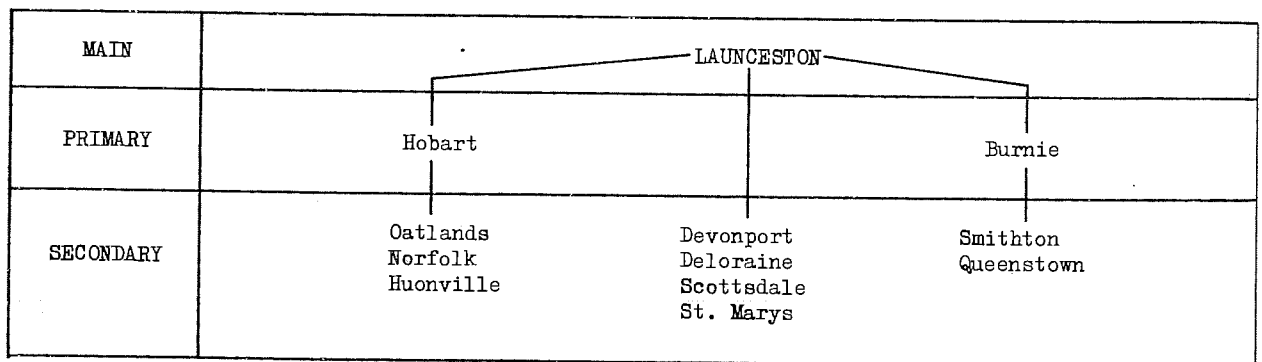 MAIN
LAUNCESTON
PRIMARY
Hobart
Burnie
SECONDARY
Oatlands
Norfolk
Huonville
Devonport
Deloraine
Scottsdale
St. Marys
Smithton
Queenstown